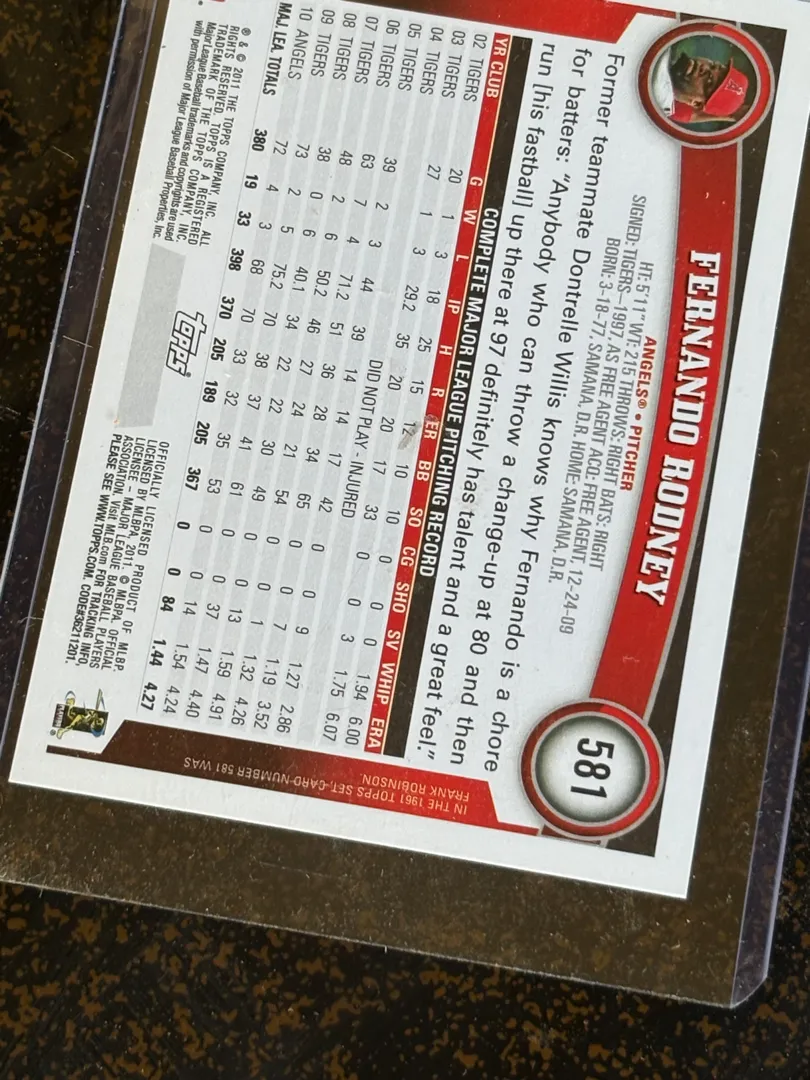 581
FERNANDO RODNEY
ANGELS® • PITCHER
HT: 5'11" WT: 215 THROWS: RIGHT BATS: RIGHT
SIGNED: TIGERS–1997, AS FREE AGENT ACQ: FREE AGENT, 12-24-09
BORN: 3-18-77, SAMANA, D.R. HOME: SAMANA, D.R.
Former teammate Dontrelle Willis knows why Fernando is a chore
for batters: "Anybody who can throw a change-up at 80 and then
run [his fastball] up there at 97 definitely has talent and a great feel."
COMPLETE MAJOR LEAGUE PITCHING RECORD
YR CLUB G W L IP H R ER BB SO CG SHO SV WHIP ERA
02 TIGERS 20 1 3 18 25 15 12 10 10 0 0 0 1.94 6.00
03 TIGERS 27 1 3 29.2 35 20 20 17 33 0 0 3 1.75 6.07
04 TIGERS DID NOT PLAY - INJURED
05 TIGERS 39 2 3 44 39 14 14 17 42 0 0 9 1.27 2.86
06 TIGERS 63 7 4 71.2 51 36 28 34 65 0 0 7 1.19 3.52
07 TIGERS 48 2 6 50.2 46 27 24 21 54 0 0 1 1.32 4.26
08 TIGERS 38 0 6 40.1 34 22 22 30 49 0 0 13 1.59 4.91
09 TIGERS 73 2 5 75.2 70 38 37 41 61 0 0 37 1.47 4.40
10 ANGELS 72 4 3 68 70 33 32 35 53 0 0 14 1.54 4.24
MAJ. LEA. TOTALS 380 19 33 398 370 205 189 205 367 0 0 84 1.44 4.27
® & © 2011 THE TOPPS COMPANY, INC. ALL
RIGHTS RESERVED. TOPPS IS A REGISTERED
TRADEMARK OF THE TOPPS COMPANY, INC.
Major League Baseball trademarks and copyrights are used
with permission of Major League Baseball Properties, Inc.
topps
OFFICIALLY LICENSED PRODUCT OF MLBP.
LICENSED BY MLBPA, 2011. © MLBPA. OFFICIAL
LICENSEE – MAJOR LEAGUE BASEBALL PLAYERS
ASSOCIATION. Visit MLB.com FOR TRACKING INFO,
PLEASE SEE WWW.TOPPS.COM. CODE#36211201.
IN THE 1961 TOPPS SET, CARD NUMBER 581 WAS
FRANK ROBINSON.